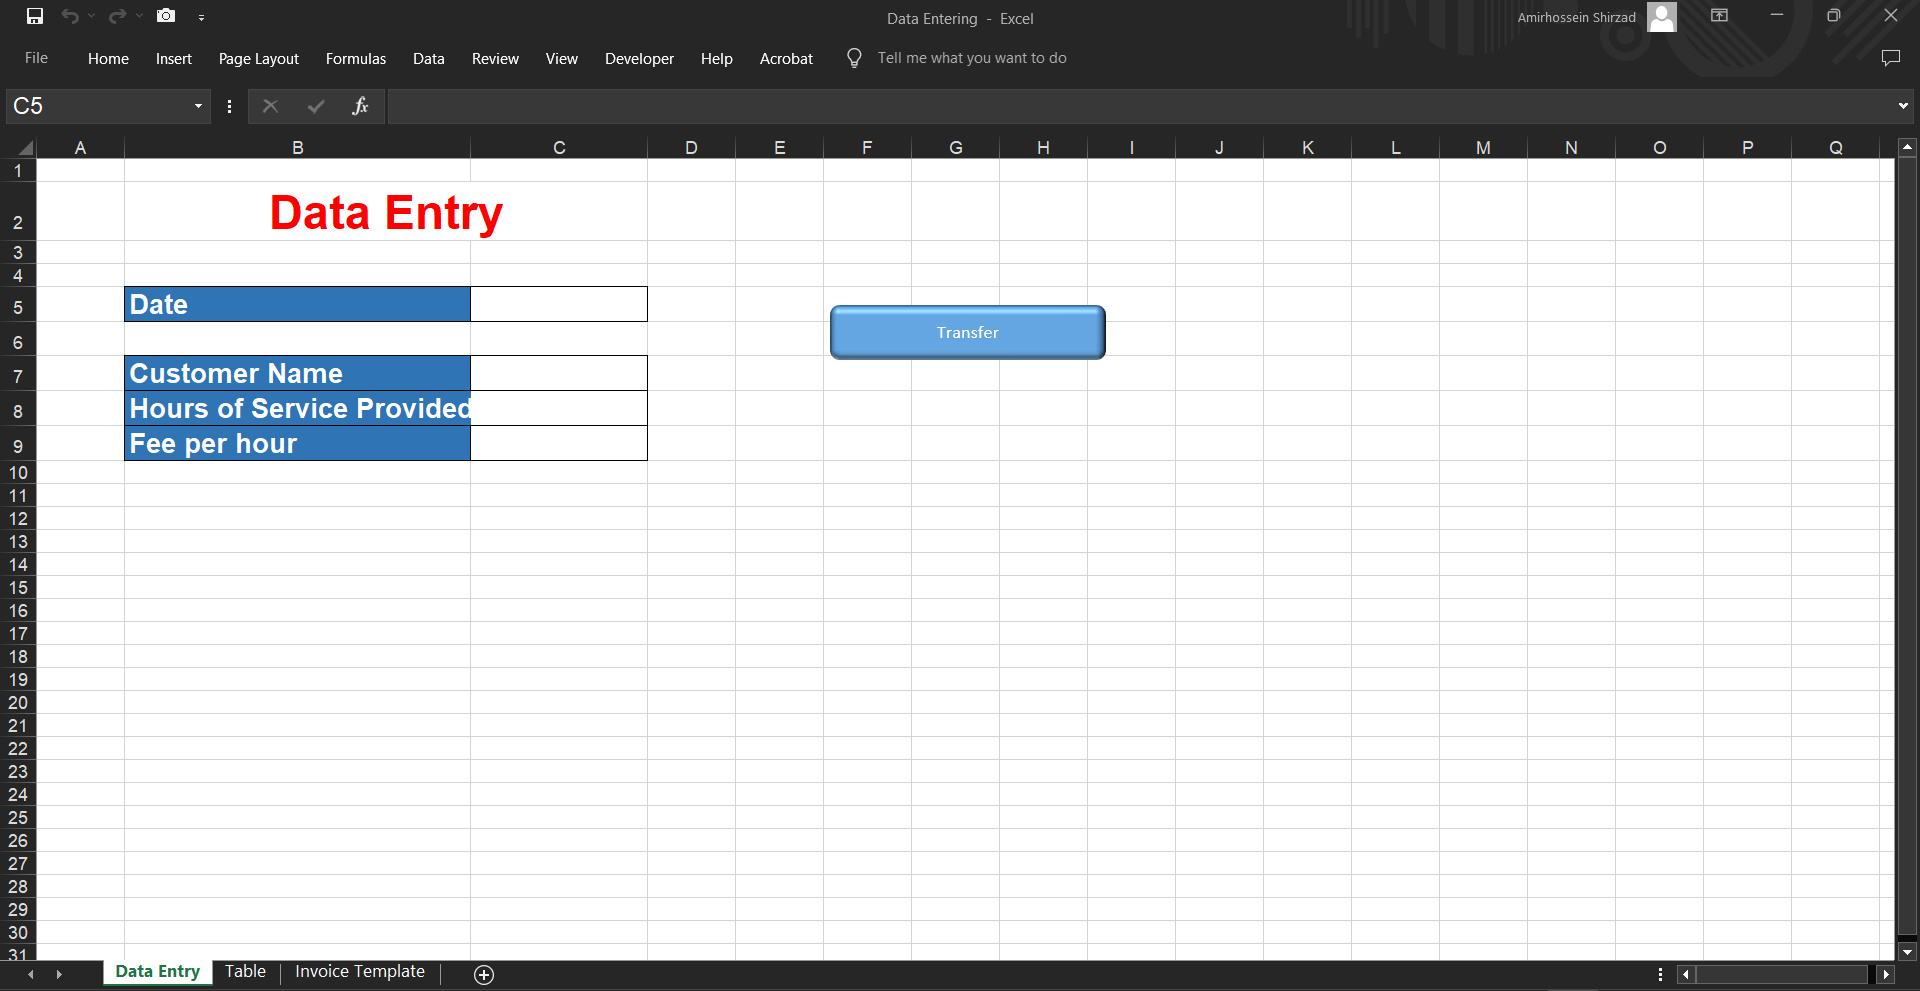 Data Entering - Excel
Amirhossein Shirzad
File Home Insert Page Layout Formulas Data Review View Developer Help Acrobat Tell me what you want to do
C5 fx
A B C D E F G H I J K L M N O P Q
1
2 Data Entry
3
4
5 Date
Transfer
6
7 Customer Name
8 Hours of Service Provided
9 Fee per hour
10
11
12
13
14
15
16
17
18
19
20
21
22
23
24
25
26
27
28
29
30
31
Data Entry Table Invoice Template